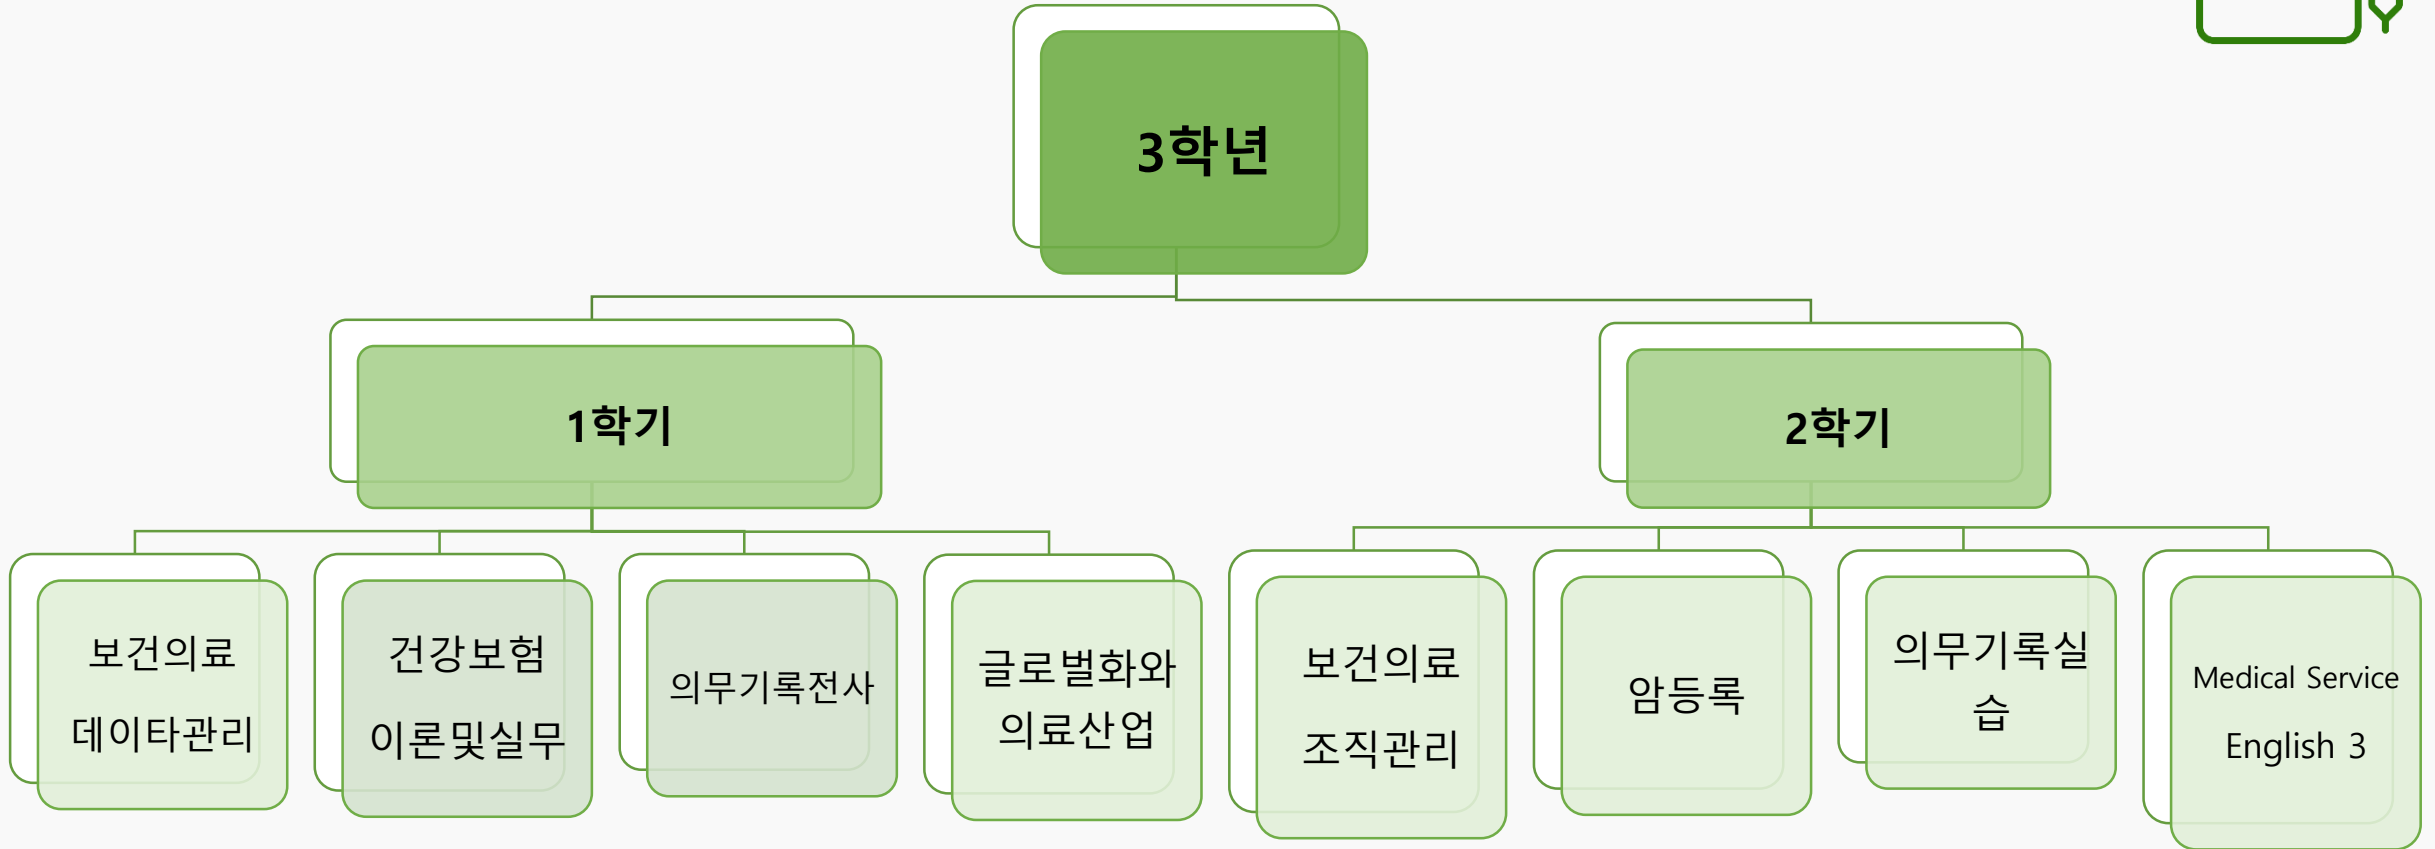 3학년
1학기
2학기
보건의료
데이타관리
건강보험
이론및실무
의무기록전사
글로벌화와
의료산업
보건의료
조직관리
암등록
의무기록실
습
Medical Service
English 3